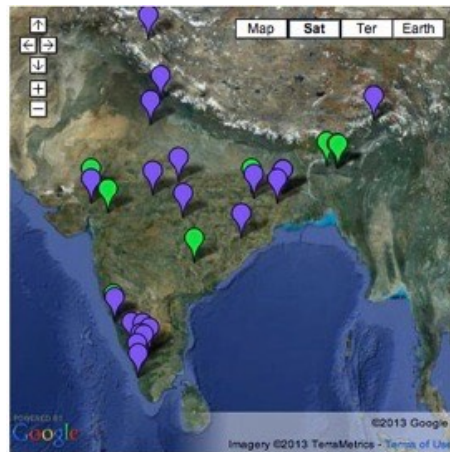 Map Sat Ter Earth
POWERED BY
Google
©2013 Google
Imagery ©2013 TerraMetrics - Terms of Use